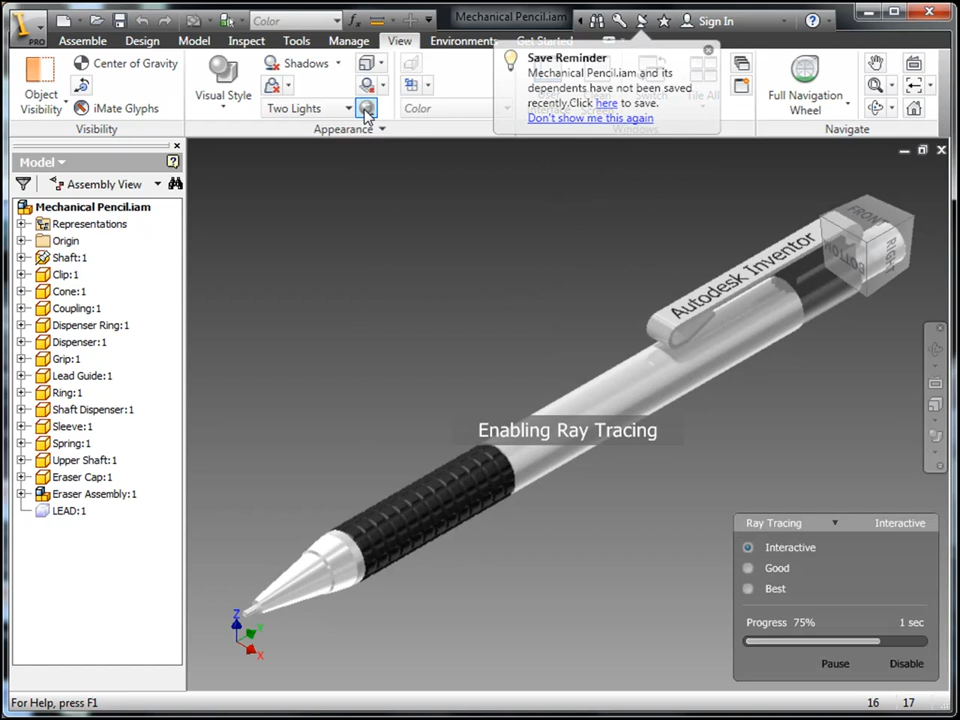 Color
Mechanical Pencil.iam
Sign In
PRO
Assemble
Design
Model
Inspect
Tools
Manage
View
Environments
Get Started
Object
Visibility
Center of Gravity
iMate Glyphs
Visibility
Visual Style
Shadows
Two Lights
Color
Appearance
Save Reminder
Mechanical Pencil.iam and its
dependents have not been saved
recently.Click here to save.
Don't show me this again
Switch
Tile All
Clean
Windows
Full Navigation
Wheel
Navigate
Model
Assembly View
Mechanical Pencil.iam
Representations
Origin
Shaft:1
Clip:1
Cone:1
Coupling:1
Dispenser Ring:1
Dispenser:1
Grip:1
Lead Guide:1
Ring:1
Shaft Dispenser:1
Sleeve:1
Spring:1
Upper Shaft:1
Eraser Cap:1
Eraser Assembly:1
LEAD:1
FRONT
RIGHT
BOTTOM
Autodesk Inventor
Enabling Ray Tracing
Z
Y
X
Ray Tracing
Interactive
Interactive
Good
Best
Progress 75%
1 sec
Pause
Disable
For Help, press F1
16
17